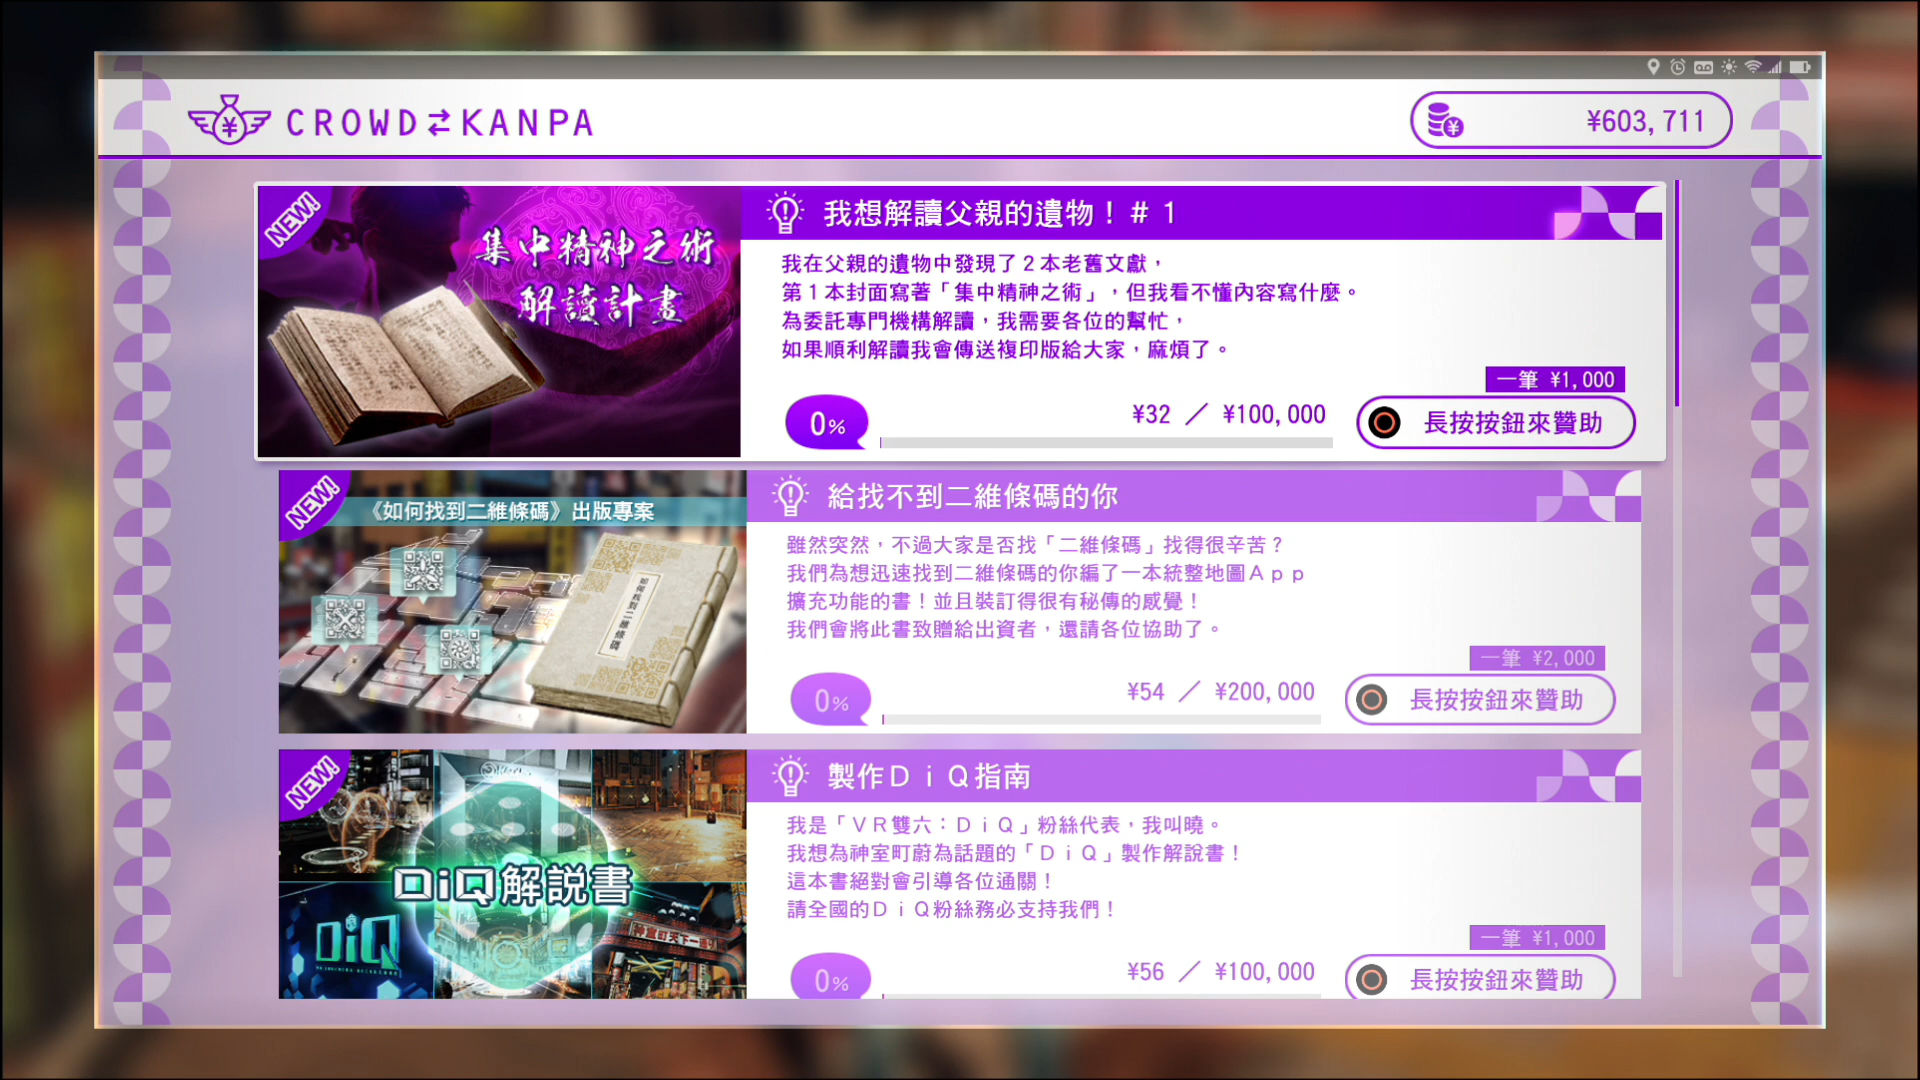 CROWD⇄KANPA
¥603,711
NEW!
集中精神之術
解讀計畫
我想解讀父親的遺物！＃１
我在父親的遺物中發現了２本老舊文獻，
第１本封面寫著「集中精神之術」，但我看不懂內容寫什麼。
為委託專門機構解讀，我需要各位的幫忙，
如果順利解讀我會傳送複印版給大家，麻煩了。
一筆 ¥1,000
0%
¥32 ／ ¥100,000
長按按鈕來贊助
NEW!
《如何找到二維條碼》出版專案
如何找到二維條碼
給找不到二維條碼的你
雖然突然，不過大家是否找「二維條碼」找得很辛苦？
我們為想迅速找到二維條碼的你編了一本統整地圖Ａｐｐ
擴充功能的書！並且裝訂得很有秘傳的感覺！
我們會將此書致贈給出資者，還請各位協助了。
一筆 ¥2,000
0%
¥54 ／ ¥200,000
長按按鈕來贊助
NEW!
DiQ解說書
DiQ
製作ＤｉＱ指南
我是「ＶＲ雙六：ＤｉＱ」粉絲代表，我叫曉。
我想為神室町蔚為話題的「ＤｉＱ」製作解說書！
這本書絕對會引導各位通關！
請全國的ＤｉＱ粉絲務必支持我們！
一筆 ¥1,000
0%
¥56 ／ ¥100,000
長按按鈕來贊助